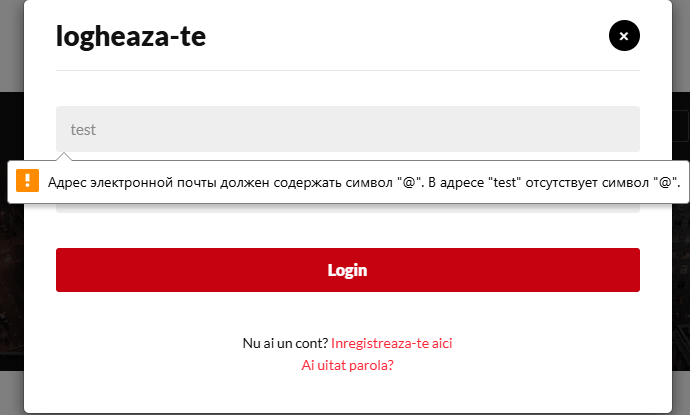 logheaza-te
test
Адрес электронной почты должен содержать символ "@". В адресе "test" отсутствует символ "@".
Login
Nu ai un cont? Inregistreaza-te aici
Ai uitat parola?